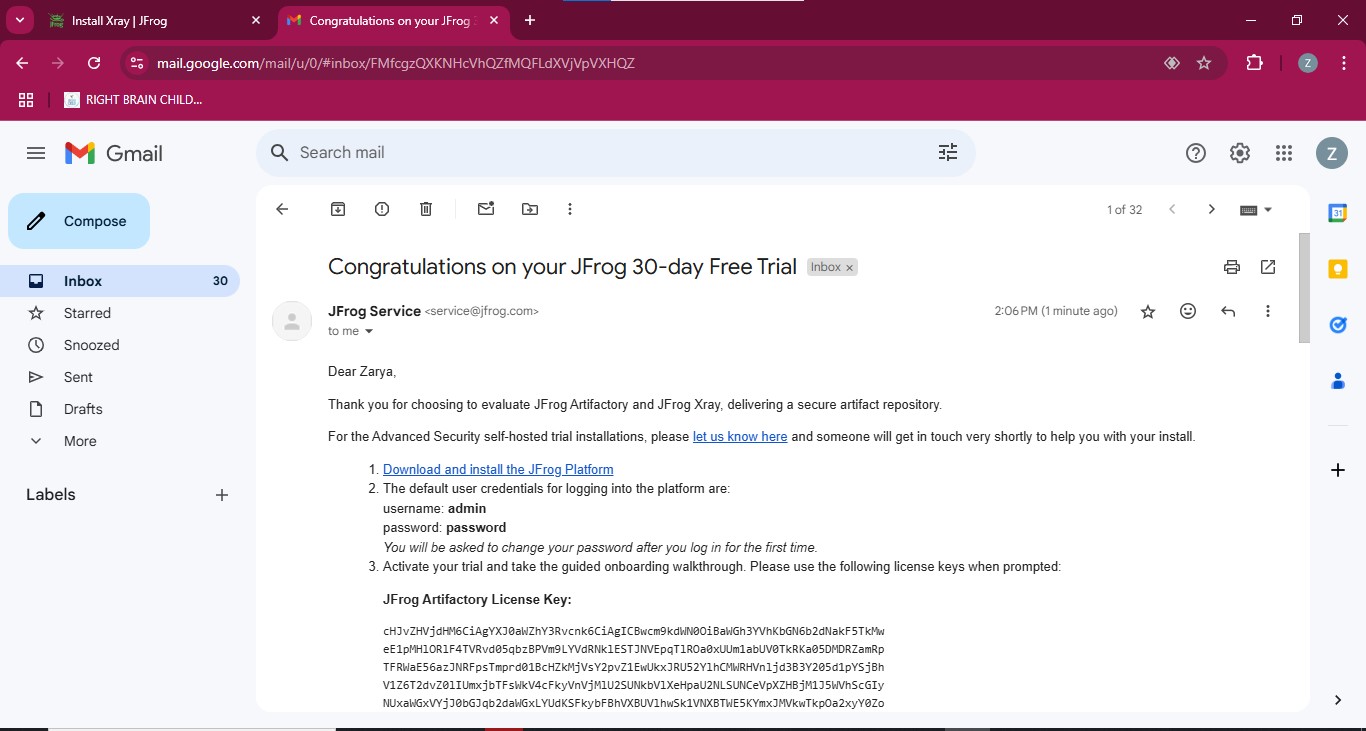 Install Xray | JFrog
Congratulations on your JFrog 3
mail.google.com/mail/u/0/#inbox/FMfcgzQXKNHcVhQZfMQFLdXVjVpVXHQZ
Z
RIGHT BRAIN CHILD...
Gmail
Search mail
Z
Compose
1 of 32
31
Inbox 30
Starred
Snoozed
Sent
Drafts
More
Labels
Congratulations on your JFrog 30-day Free Trial Inbox x
JFrog Service <service@jfrog.com> 2:06 PM (1 minute ago)
to me
Dear Zarya,
Thank you for choosing to evaluate JFrog Artifactory and JFrog Xray, delivering a secure artifact repository.
For the Advanced Security self-hosted trial installations, please let us know here and someone will get in touch very shortly to help you with your install.
1. Download and install the JFrog Platform
2. The default user credentials for logging into the platform are:
username: admin
password: password
You will be asked to change your password after you log in for the first time.
3. Activate your trial and take the guided onboarding walkthrough. Please use the following license keys when prompted:
JFrog Artifactory License Key: